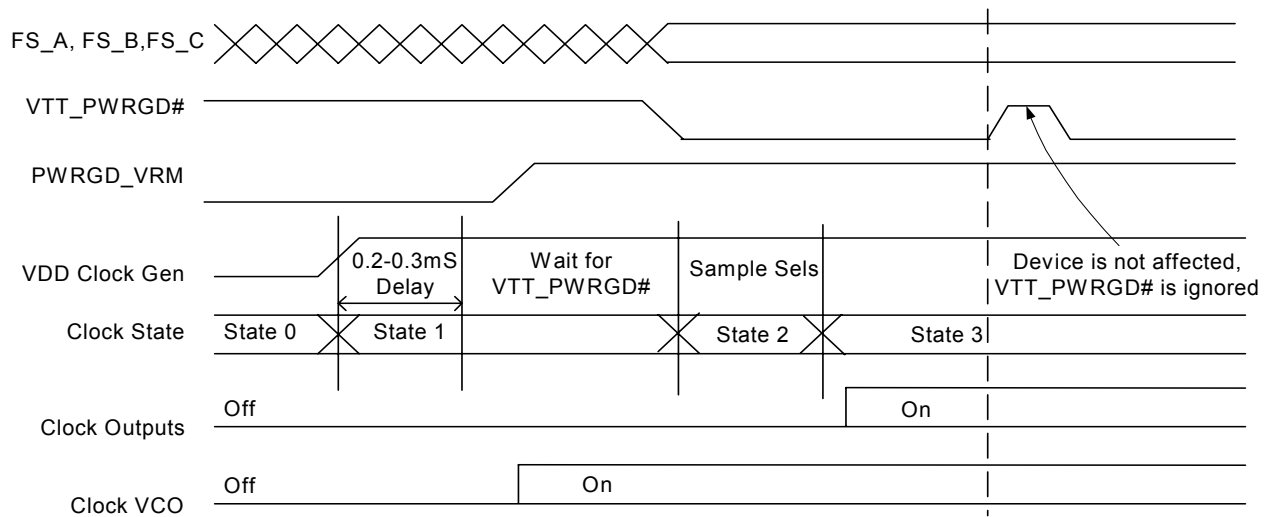 FS_A, FS_B,FS_C
VTT_PWRGD#
PWRGD_VRM
VDD Clock Gen
0.2-0.3mS
Delay
Wait for
VTT_PWRGD#
Sample Sels
Device is not affected,
VTT_PWRGD# is ignored
Clock State
State 0
State 1
State 2
State 3
Clock Outputs
Off
On
Clock VCO
Off
On